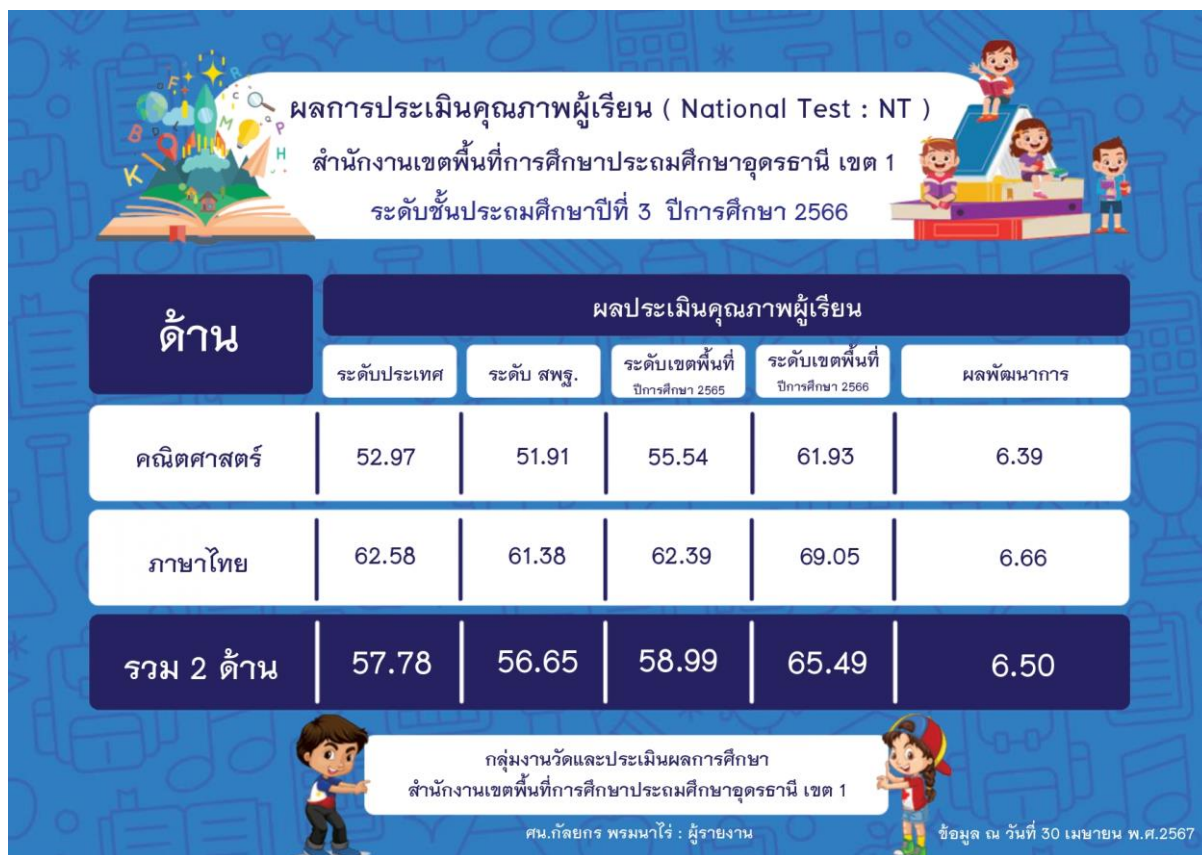 ผลการประเมินคุณภาพผู้เรียน ( National Test : NT )
สำนักงานเขตพื้นที่การศึกษาประถมศึกษาอุดรธานี เขต 1
ระดับชั้นประถมศึกษาปีที่ 3 ปีการศึกษา 2566
ด้าน
ผลประเมินคุณภาพผู้เรียน
ระดับประเทศ ระดับ สพฐ. ระดับเขตพื้นที่ ระดับเขตพื้นที่ ผลพัฒนาการ
ปีการศึกษา 2565 ปีการศึกษา 2566
คณิตศาสตร์ 52.97 51.91 55.54 61.93 6.39
ภาษาไทย 62.58 61.38 62.39 69.05 6.66
รวม 2 ด้าน 57.78 56.65 58.99 65.49 6.50
กลุ่มงานวัดและประเมินผลการศึกษา
สำนักงานเขตพื้นที่การศึกษาประถมศึกษาอุดรธานี เขต 1
ศน.กัลยกร พรมนาไร่ : ผู้รายงาน
ข้อมูล ณ วันที่ 30 เมษายน พ.ศ.2567